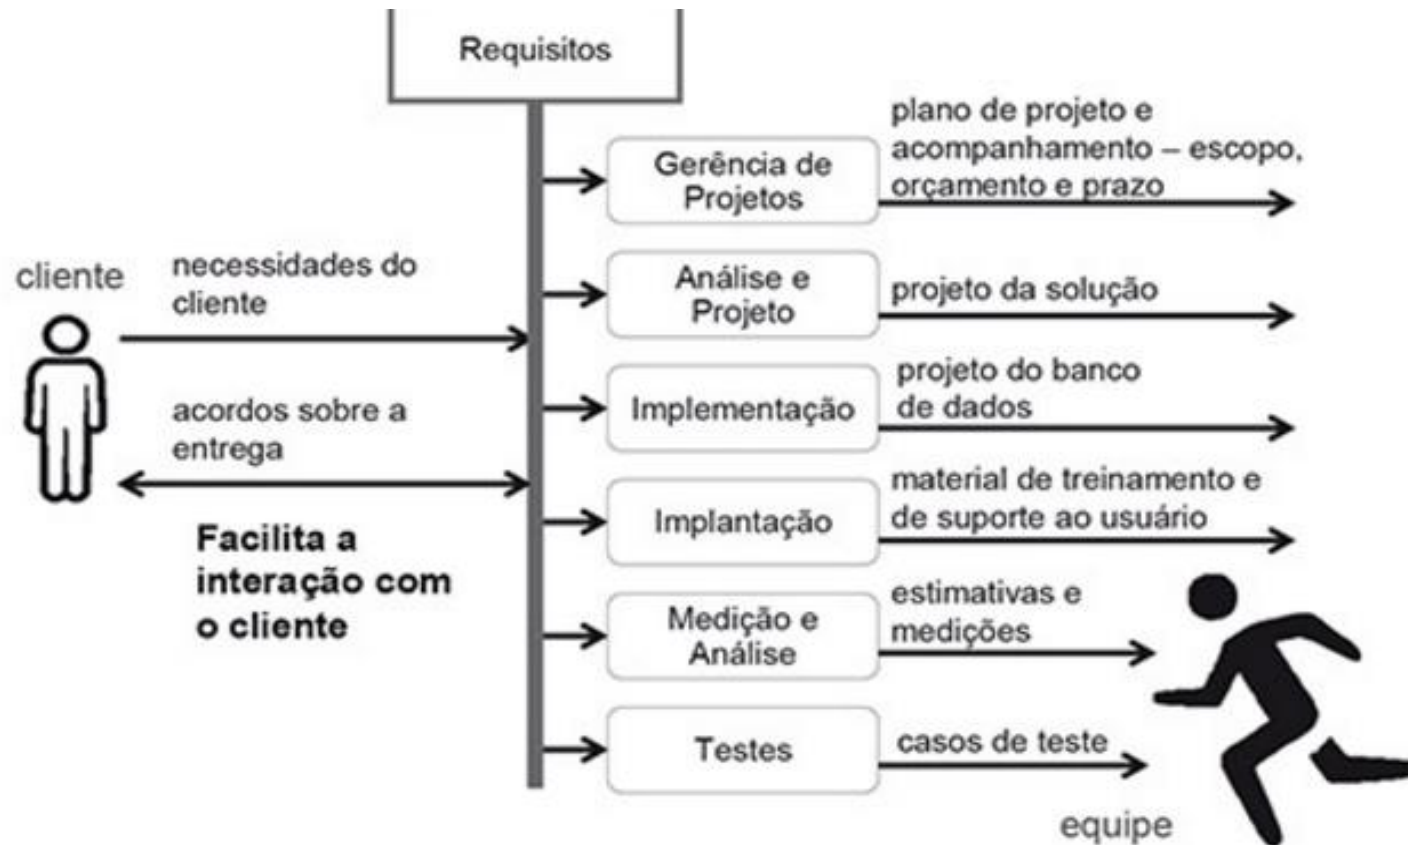 Requisitos
cliente
necessidades do
cliente
acordos sobre a
entrega
Facilita a
interação com
o cliente
Gerência de
Projetos
plano de projeto e
acompanhamento – escopo,
orçamento e prazo
Análise e
Projeto
projeto da solução
Implementação
projeto do banco
de dados
Implantação
material de treinamento e
de suporte ao usuário
Medição e
Análise
estimativas e
medições
Testes
casos de teste
equipe